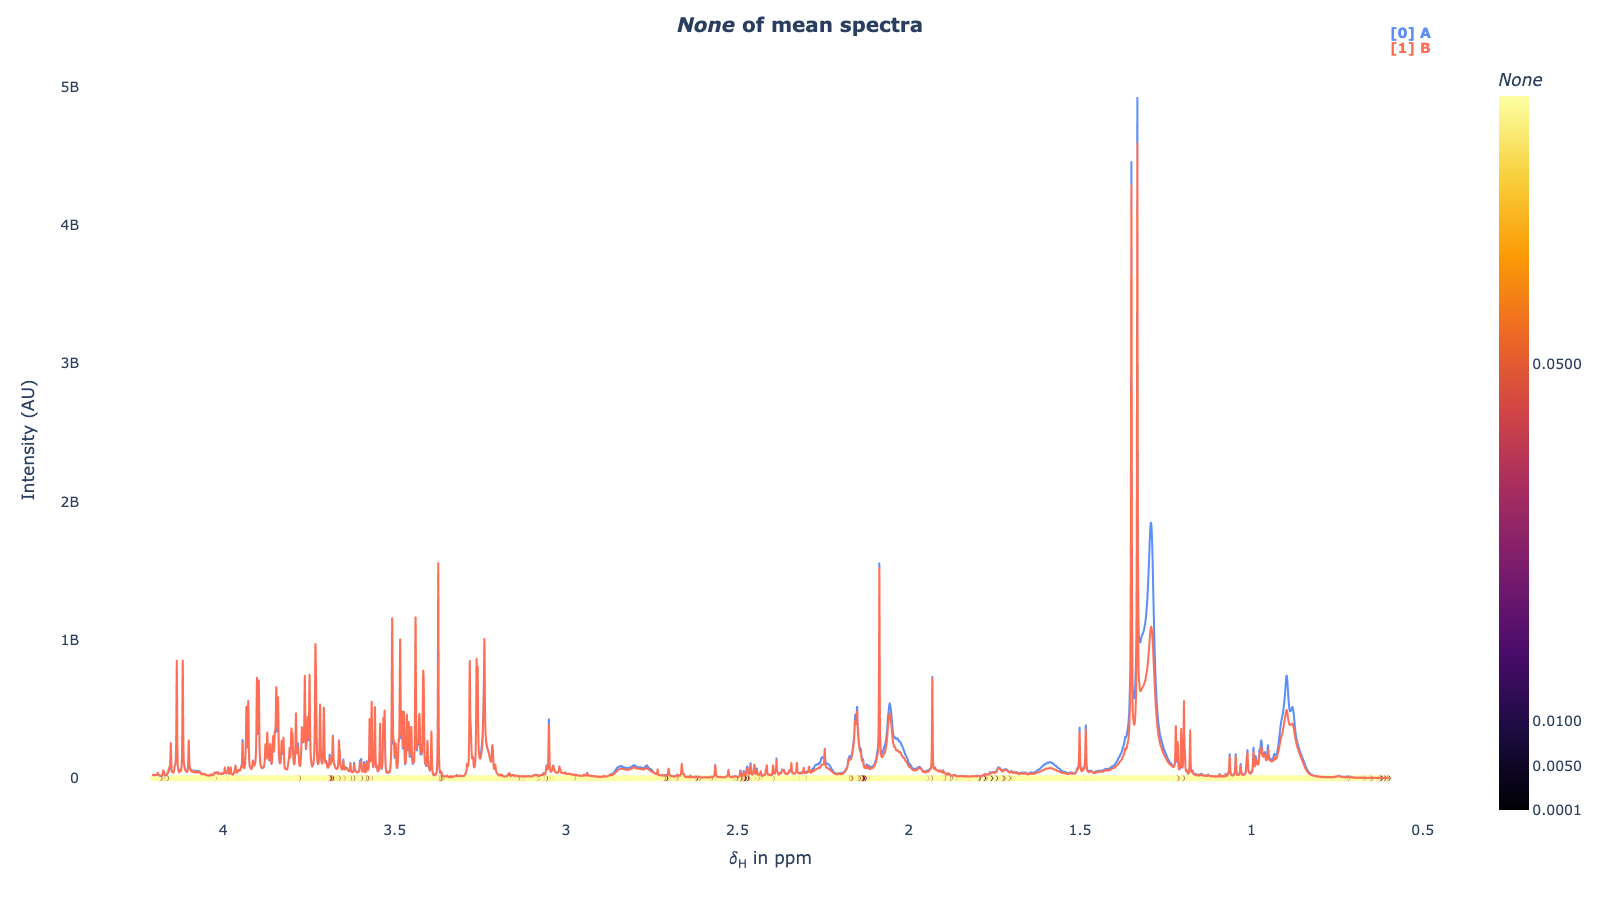 None of mean spectra
[0] A
[1] B
None
5B
4B
3B
2B
1B
0
Intensity (AU)
4
3.5
3
2.5
2
1.5
1
0.5
δH in ppm
0.0500
0.0100
0.0050
0.0001